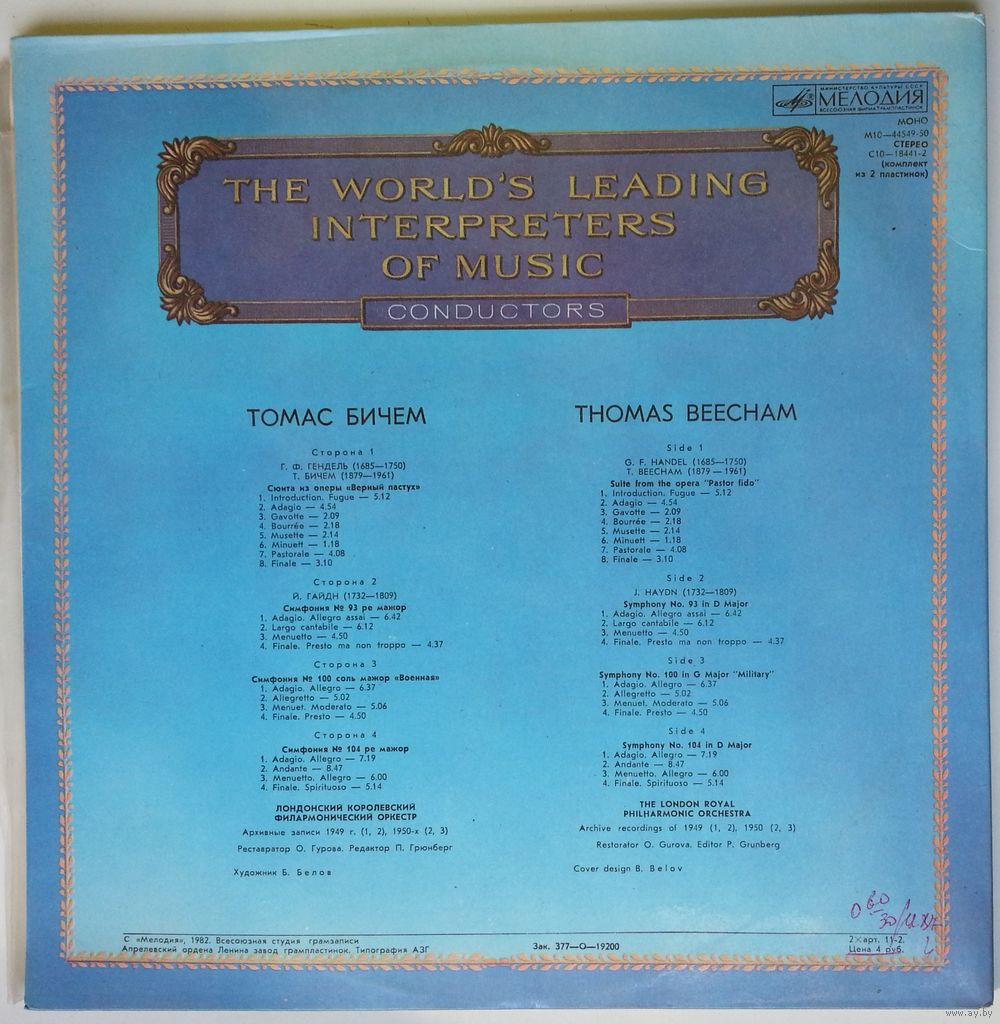 МИНИСТЕРСТВО КУЛЬТУРЫ СССР
МЕЛОДИЯ
ВСЕСОЮЗНАЯ ФИРМА ГРАМПЛАСТИНОК
МОНО
М10—44549-50
СТЕРЕО
С10—18441-2
(комплект
из 2 пластинок)
THE WORLD'S LEADING
INTERPRETERS
OF MUSIC
CONDUCTORS
ТОМАС БИЧЕМ
Сторона 1
Г. Ф. ГЕНДЕЛЬ (1685—1750)
Т. БИЧЕМ (1879—1961)
Сюита из оперы «Верный пастух»
1. Introduction. Fugue — 5.12
2. Adagio — 4.54
3. Gavotte — 2.09
4. Bourrée — 2.18
5. Musette — 2.14
6. Minuett — 1.18
7. Pastorale — 4.08
8. Finale — 3.10
Сторона 2
Й. ГАЙДН (1732—1809)
Симфония № 93 ре мажор
1. Adagio. Allegro assai — 6.42
2. Largo cantabile — 6.12
3. Menuetto — 4.50
4. Finale. Presto ma non troppo — 4.37
Сторона 3
Симфония № 100 соль мажор «Военная»
1. Adagio. Allegro — 6.37
2. Allegretto — 5.02
3. Menuet. Moderato — 5.06
4. Finale. Presto — 4.50
Сторона 4
Симфония № 104 ре мажор
1. Adagio. Allegro — 7.19
2. Andante — 8.47
3. Menuetto. Allegro — 6.00
4. Finale. Spirituoso — 5.14
ЛОНДОНСКИЙ КОРОЛЕВСКИЙ
ФИЛАРМОНИЧЕСКИЙ ОРКЕСТР
Архивные записи 1949 г. (1, 2), 1950-х (2, 3)
Реставратор О. Гурова. Редактор П. Грюнберг
Художник Б. Белов
THOMAS BEECHAM
Side 1
G. F. HANDEL (1685—1750)
T. BEECHAM (1879—1961)
Suite from the opera "Pastor fido"
1. Introduction. Fugue — 5.12
2. Adagio — 4.54
3. Gavotte — 2.09
4. Bourrée — 2.18
5. Musette — 2.14
6. Minuett — 1.18
7. Pastorale — 4.08
8. Finale — 3.10
Side 2
J. HAYDN (1732—1809)
Symphony No. 93 in D Major
1. Adagio. Allegro assai — 6.42
2. Largo cantabile — 6.12
3. Menuetto — 4.50
4. Finale. Presto ma non troppo — 4.37
Side 3
Symphony No. 100 in G Major "Military"
1. Adagio. Allegro — 6.37
2. Allegretto — 5.02
3. Menuet. Moderato — 5.06
4. Finale. Presto — 4.50
Side 4
Symphony No. 104 in D Major
1. Adagio. Allegro — 7.19
2. Andante — 8.47
3. Menuetto. Allegro — 6.00
4. Finale. Spirituoso — 5.14
THE LONDON ROYAL
PHILHARMONIC ORCHESTRA
Archive recordings of 1949 (1, 2), 1950 (2, 3)
Restorator O. Gurova. Editor P. Grunberg
Cover design B. Belov
С «Мелодия», 1982. Всесоюзная студия грамзаписи
Апрелевский ордена Ленина завод грампластинок. Типография АЗГ
Зак. 377—О—19200
2×арт. 11-2.
Цена 4 руб.
www.ay.by